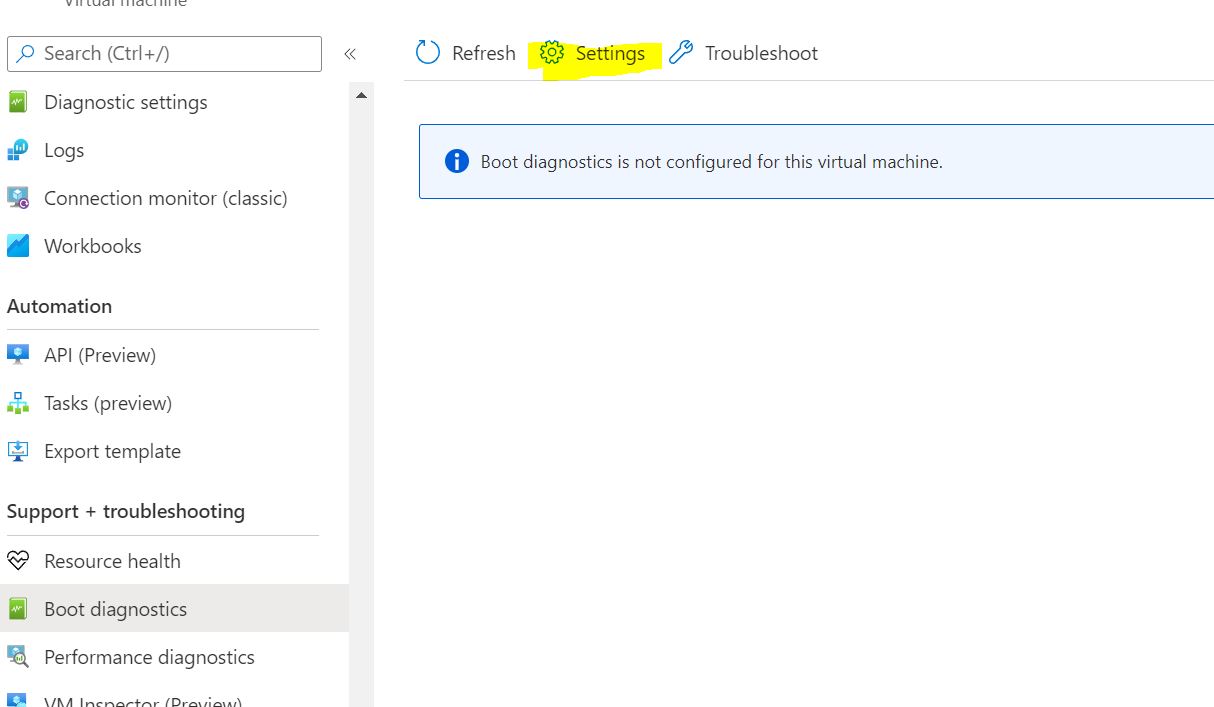 Virtual machine
Search (Ctrl+/)
«
Refresh
Settings
Troubleshoot
Diagnostic settings
Logs
Connection monitor (classic)
Workbooks
Automation
API (Preview)
Tasks (preview)
Export template
Support + troubleshooting
Resource health
Boot diagnostics
Performance diagnostics
VM Inspector (Preview)
Boot diagnostics is not configured for this virtual machine.